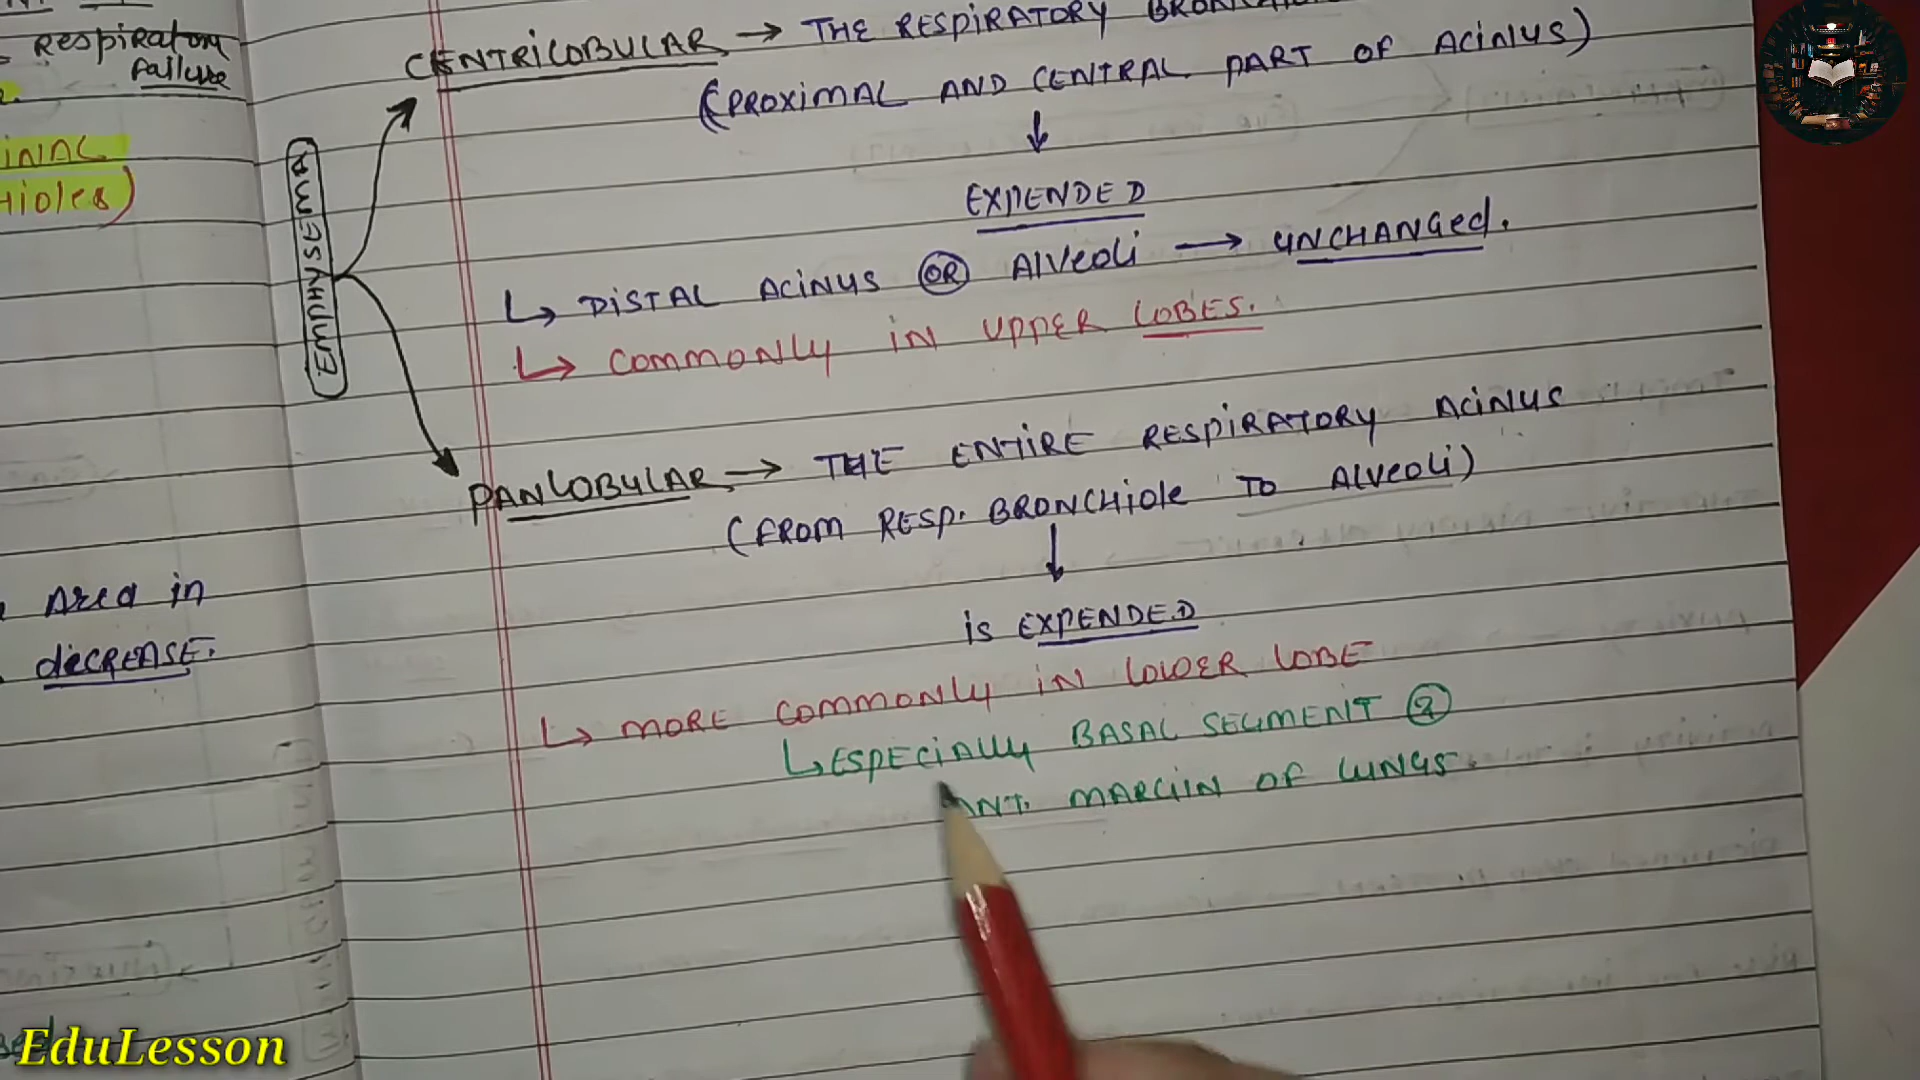 Respiratory
failure
CENTRILOBULAR → THE RESPIRATORY
(PROXIMAL AND CENTRAL PART OF ACINUS)
↓
EXPENDED
↳ DISTAL ACINUS OR ALVEOLI → UNCHANGED.
↳ COMMONLY IN UPPER LOBES.
EMPHYSEMA
PANLOBULAR → THE ENTIRE RESPIRATORY ACINUS
(FROM RESP. BRONCHIOLE TO ALVEOLI)
↓
is EXPENDED
↳ MORE COMMONLY IN LOWER LOBE
↳ ESPECIALLY BASAL SEGMENT &
ANT. MARGIN OF LUNGS.
Area in
decrease.
EduLesson